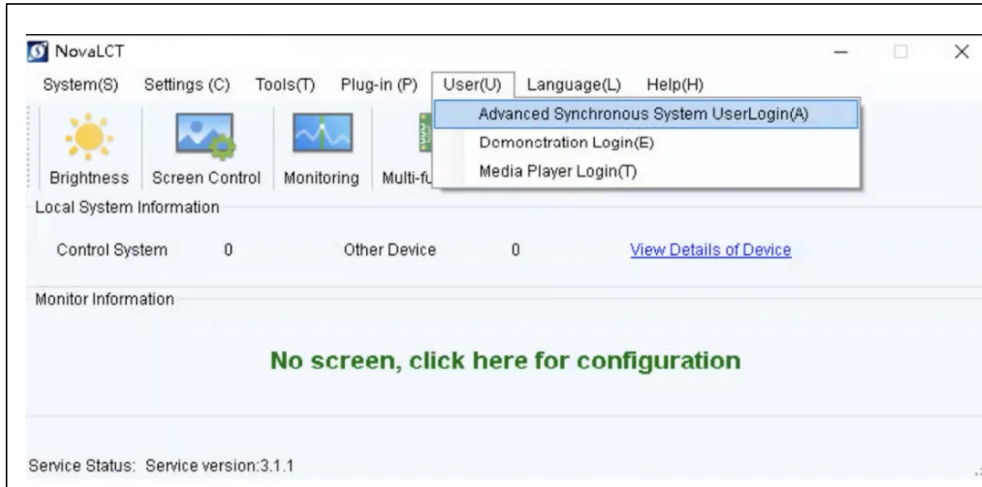 NovaLCT
System(S) Settings (C) Tools(T) Plug-in (P) User(U) Language(L) Help(H)
Advanced Synchronous System UserLogin(A)
Demonstration Login(E)
Media Player Login(T)
Brightness Screen Control Monitoring Multi-fu
Local System Information
Control System 0 Other Device 0 View Details of Device
Monitor Information
No screen, click here for configuration
Service Status: Service version:3.1.1